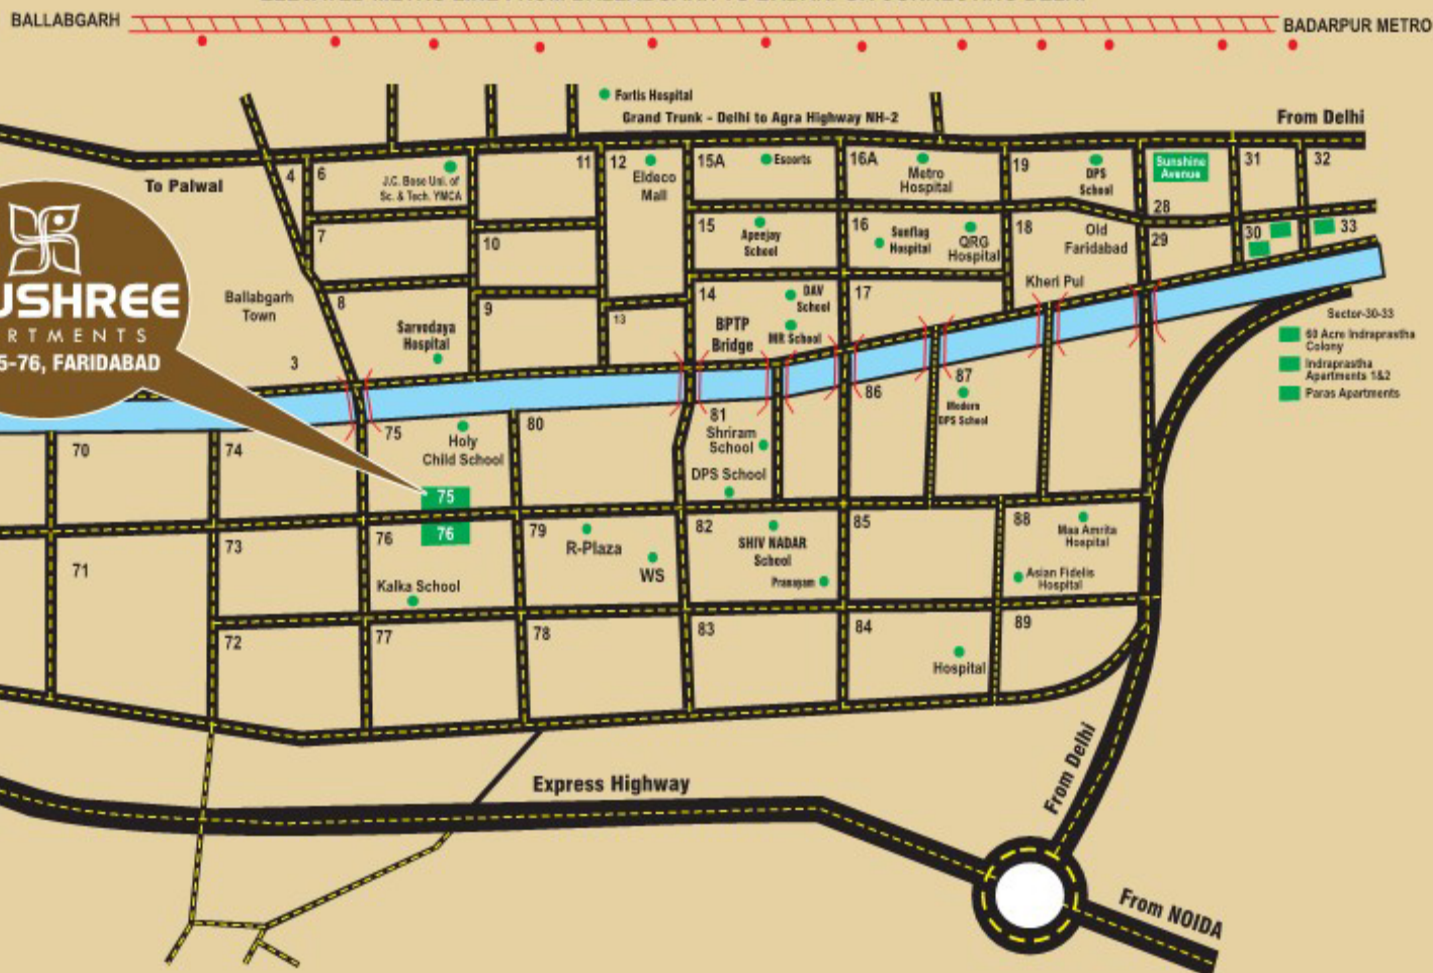 BALLABGARH
BADARPUR METRO
Fortis Hospital
Grand Trunk - Delhi to Agra Highway NH-2
From Delhi
To Palwal
4
6
J.C. Bose Uni. of
Sc. & Tech. YMCA
11
12
Eldeco
Mall
15A
Escorts
16A
Metro
Hospital
19
DPS
School
Sunshine
Avenue
31
32
28
7
10
15
Apeejay
School
16
Sunflag
Hospital
QRG
Hospital
18
Old
Faridabad
29
30
33
USHREE
RTMENTS
5-76, FARIDABAD
Ballabgarh
Town
8
9
13
14
DAV
School
17
Kheri Pul
BPTP
Bridge
MR School
Sarvodaya
Hospital
3
Sector-30-33
60 Acre Indraprastha
Colony
Indraprastha
Apartments 1&2
Paras Apartments
70
74
75
Holy
Child School
80
81
Shriram
School
DPS School
86
87
Modern
DPS School
75
76
71
73
76
Kalka School
79
R-Plaza
WS
82
SHIV NADAR
School
Pranayam
85
88
Maa Amrita
Hospital
Asian Fidelis
Hospital
72
77
78
83
84
Hospital
89
Express Highway
From Delhi
From NOIDA